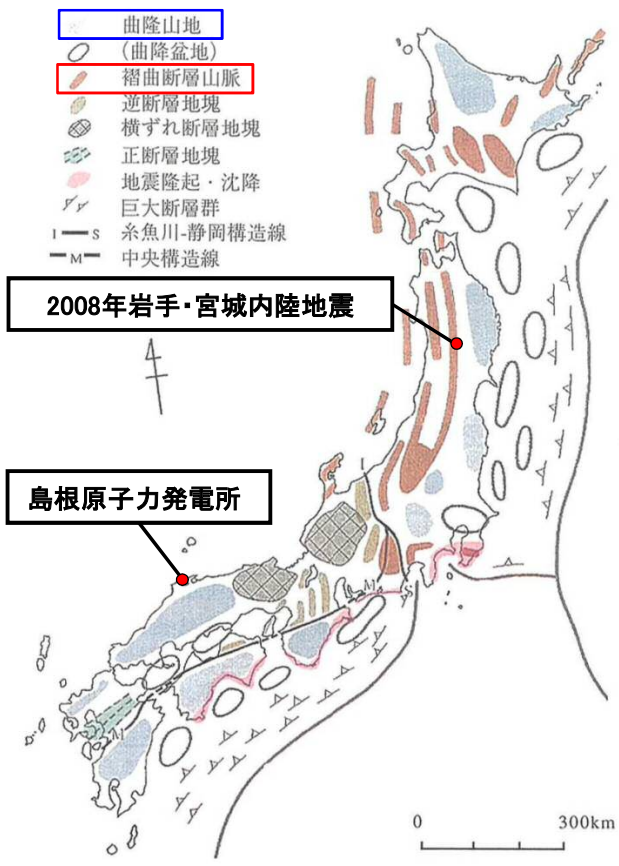 曲隆山地
(曲降盆地)
褶曲断層山脈
逆断層地塊
横ずれ断層地塊
正断層地塊
地震隆起・沈降
巨大断層群
I S 糸魚川-静岡構造線
M 中央構造線
2008年岩手・宮城内陸地震
島根原子力発電所
I
M
S
M
0 300km